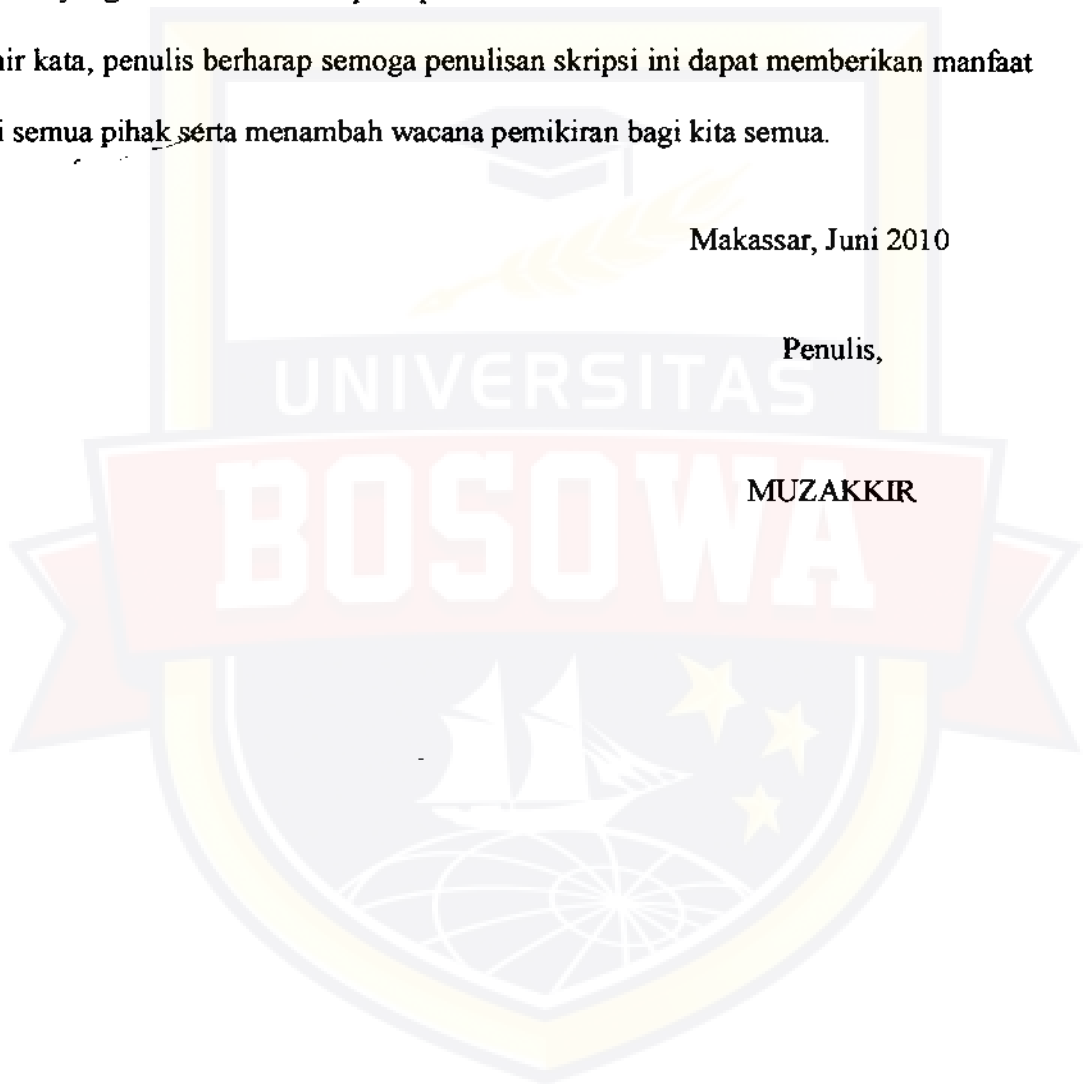 ir kata, penulis berharap semoga penulisan skripsi ini dapat memberikan manfaat
i semua pihak serta menambah wacana pemikiran bagi kita semua.
Makassar, Juni 2010
Penulis,
UNIVERSITAS
MUZAKKIR
BOSOWA